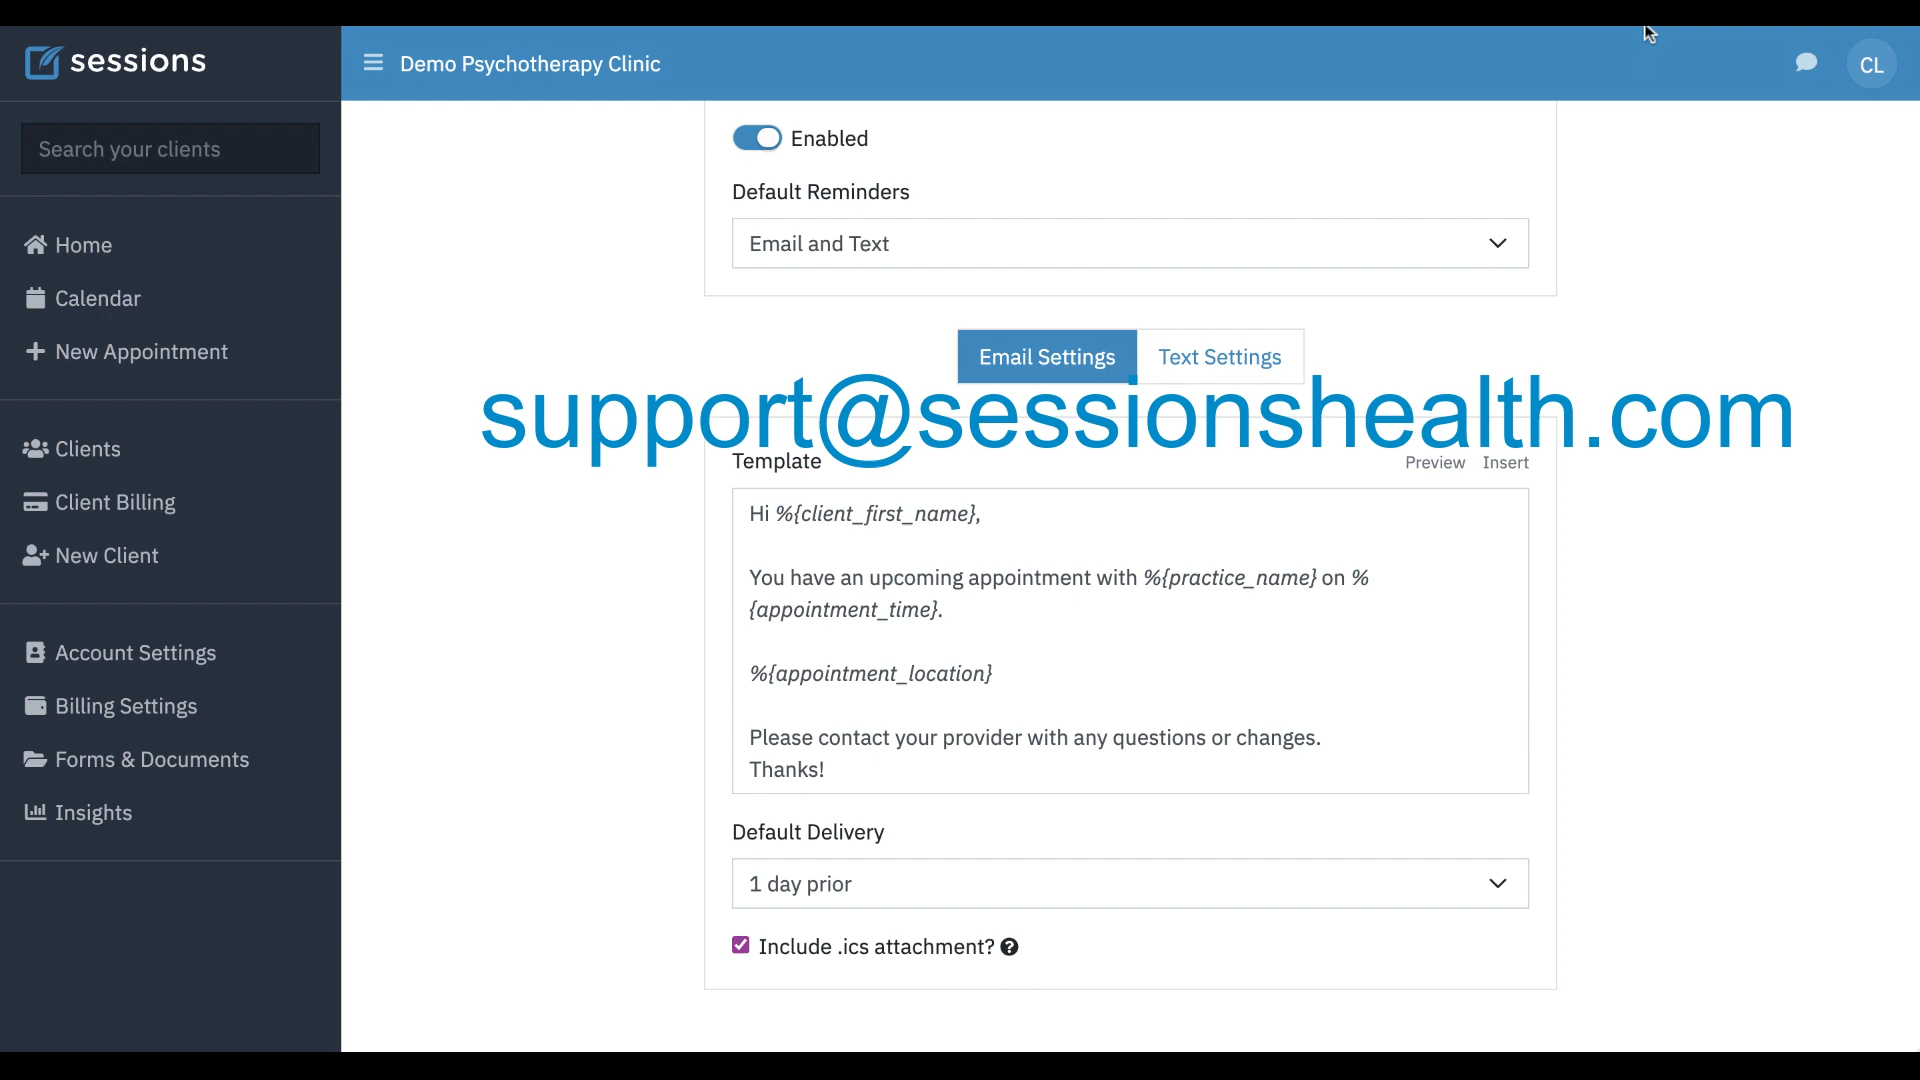 sessions
Demo Psychotherapy Clinic
CL
Search your clients
Home
Calendar
New Appointment
Clients
Client Billing
New Client
Account Settings
Billing Settings
Forms & Documents
Insights
Enabled
Default Reminders
Email and Text
Email Settings
Text Settings
support@sessionshealth.com
Template
Preview Insert
Hi %{client_first_name},
You have an upcoming appointment with %{practice_name} on %
{appointment_time}.
%{appointment_location}
Please contact your provider with any questions or changes.
Thanks!
Default Delivery
1 day prior
Include .ics attachment?